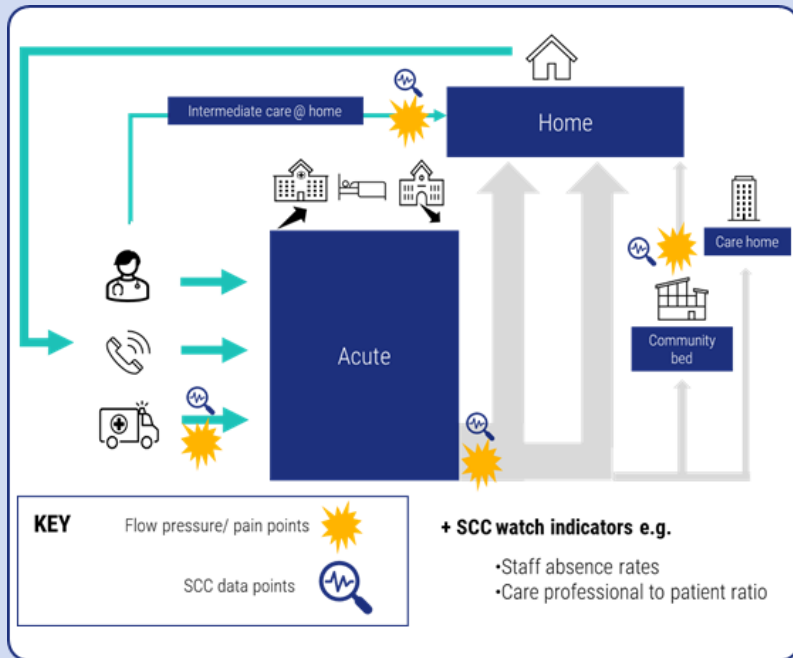 Intermediate care @ home
Home
Care home
Community
bed
Acute
KEY
Flow pressure/ pain points
SCC data points
+ SCC watch indicators e.g.
•Staff absence rates
•Care professional to patient ratio